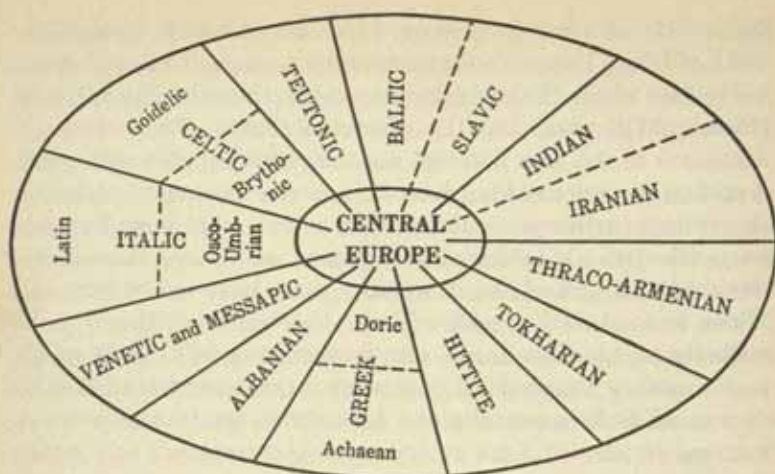 TEUTONIC
BALTIC
SLAVIC
INDIAN
IRANIAN
THRACO-ARMENIAN
TOKHARIAN
HITTITE
Doric
GREEK
Achaean
ALBANIAN
VENETIC and MESSAPIC
Latin
ITALIC
Osco-
Umb-
rian
Goidelic
CELTIC
Brytho-
nic
CENTRAL
EUROPE